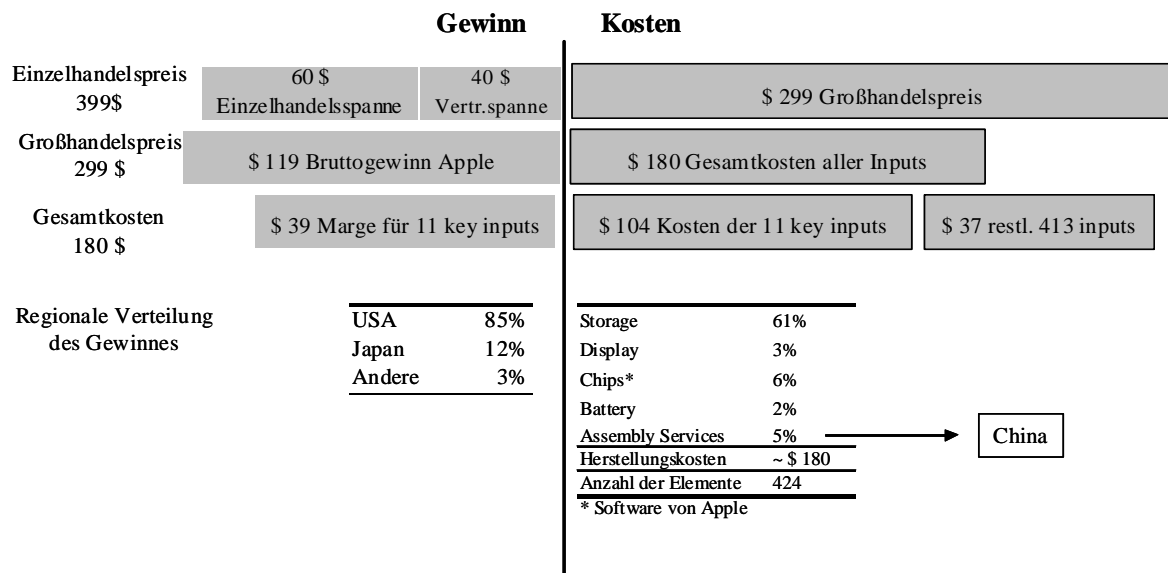 Gewinn Kosten
Einzelhandelspreis
399$
60 $
Einzelhandelsspanne
40 $
Vertr.spanne
$ 299 Großhandelspreis
Großhandelspreis
299 $
$ 119 Bruttogewinn Apple
$ 180 Gesamtkosten aller Inputs
Gesamtkosten
180 $
$ 39 Marge für 11 key inputs
$ 104 Kosten der 11 key inputs
$ 37 restl. 413 inputs
Regionale Verteilung
des Gewinnes
USA 85%
Japan 12%
Andere 3%
Storage 61%
Display 3%
Chips* 6%
Battery 2%
Assembly Services 5%
China
Herstellungskosten ~ $ 180
Anzahl der Elemente 424
* Software von Apple